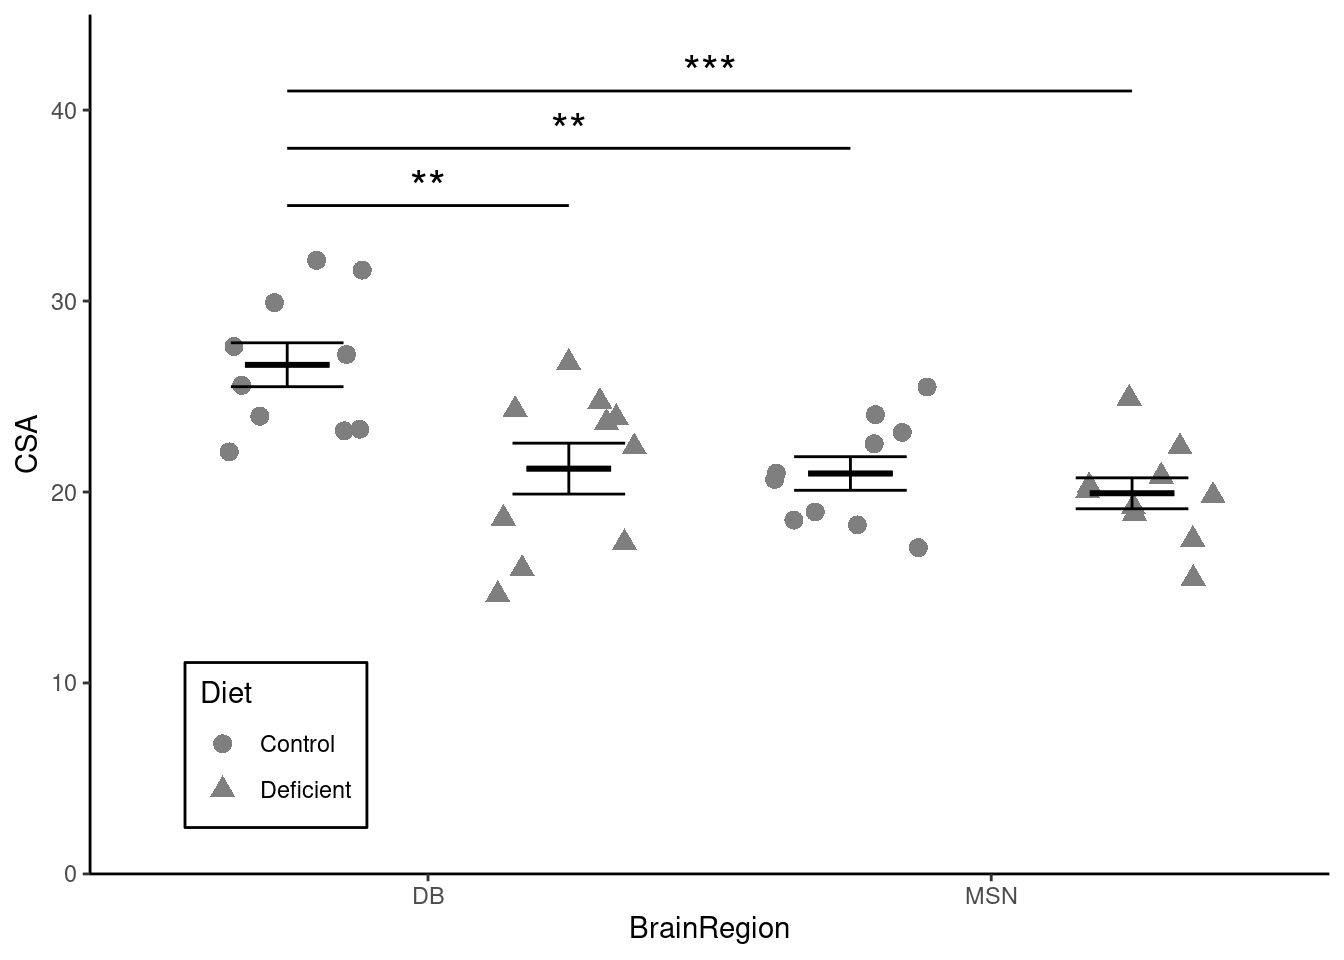 ***
40
**
**
CSA
30
20
10
Diet
Control
Deficient
0
DB MSN
BrainRegion